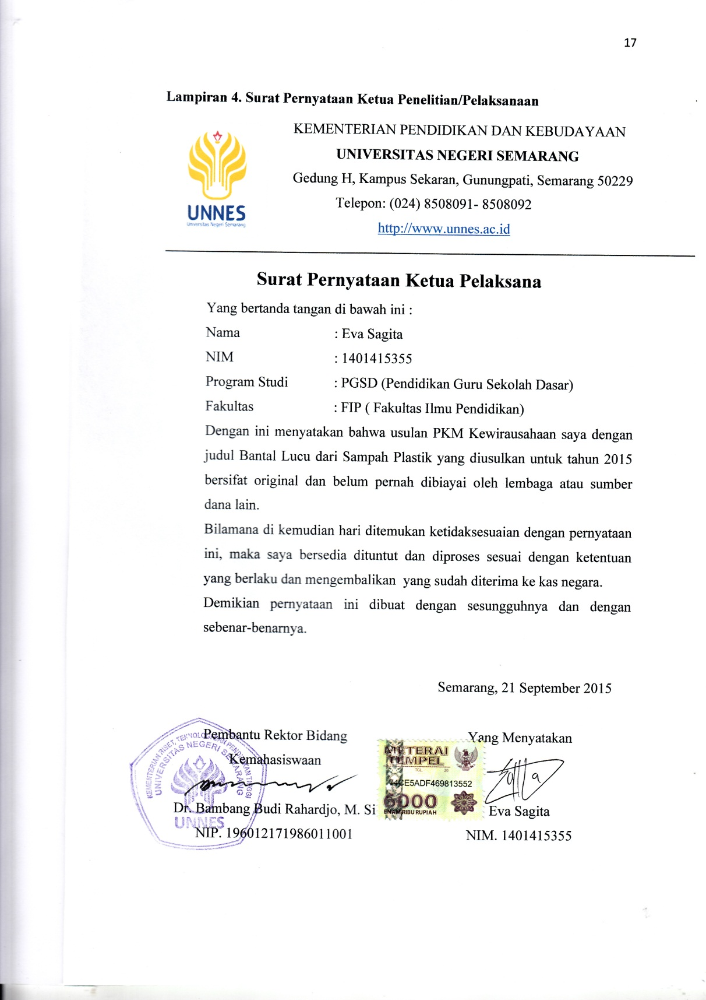 17
Lampiran 4. Surat Pernyataan Ketua Penelitian/Pelaksanaan
KEMENTERIAN PENDIDIKAN DAN KEBUDAYAAN
UNIVERSITAS NEGERI SEMARANG
Gedung H, Kampus Sekaran, Gunungpati, Semarang 50229
Telepon: (024) 8508091- 8508092
http://www.unnes.ac.id
UNNES
Universitas Negeri Semarang
Surat Pernyataan Ketua Pelaksana
Yang bertanda tangan di bawah ini :
Nama : Eva Sagita
NIM : 1401415355
Program Studi : PGSD (Pendidikan Guru Sekolah Dasar)
Fakultas : FIP ( Fakultas Ilmu Pendidikan)
Dengan ini menyatakan bahwa usulan PKM Kewirausahaan saya dengan
judul Bantal Lucu dari Sampah Plastik yang diusulkan untuk tahun 2015
bersifat original dan belum pernah dibiayai oleh lembaga atau sumber
dana lain.
Bilamana di kemudian hari ditemukan ketidaksesuaian dengan pernyataan
ini, maka saya bersedia dituntut dan diproses sesuai dengan ketentuan
yang berlaku dan mengembalikan yang sudah diterima ke kas negara.
Demikian pernyataan ini dibuat dengan sesungguhnya dan dengan
sebenar-benarnya.
Semarang, 21 September 2015
Pembantu Rektor Bidang
Kemahasiswaan
Dr. Bambang Budi Rahardjo, M. Si
NIP. 196012171986011001
KEMENTERIAN RISET, TEKNOLOGI DAN PENDIDIKAN TINGGI
UNIVERSITAS NEGERI SEMARANG
UNNES
METERAI
TEMPEL
TGL. 20
74CE5ADF469813552
6000
ENAM RIBU RUPIAH
Yang Menyatakan
Eva Sagita
NIM. 1401415355